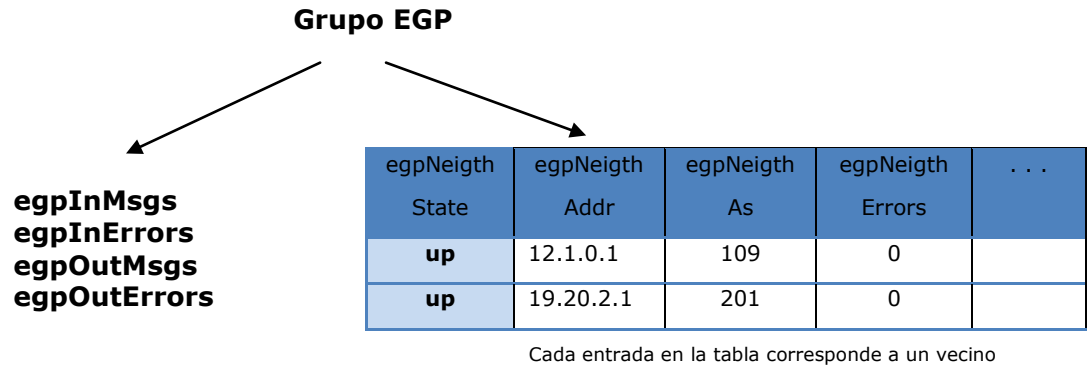 Grupo EGP
egpInMsgs
egpInErrors
egpOutMsgs
egpOutErrors
egpNeigth State egpNeigth Addr egpNeigth As egpNeigth Errors . . .
up 12.1.0.1 109 0
up 19.20.2.1 201 0
Cada entrada en la tabla corresponde a un vecino